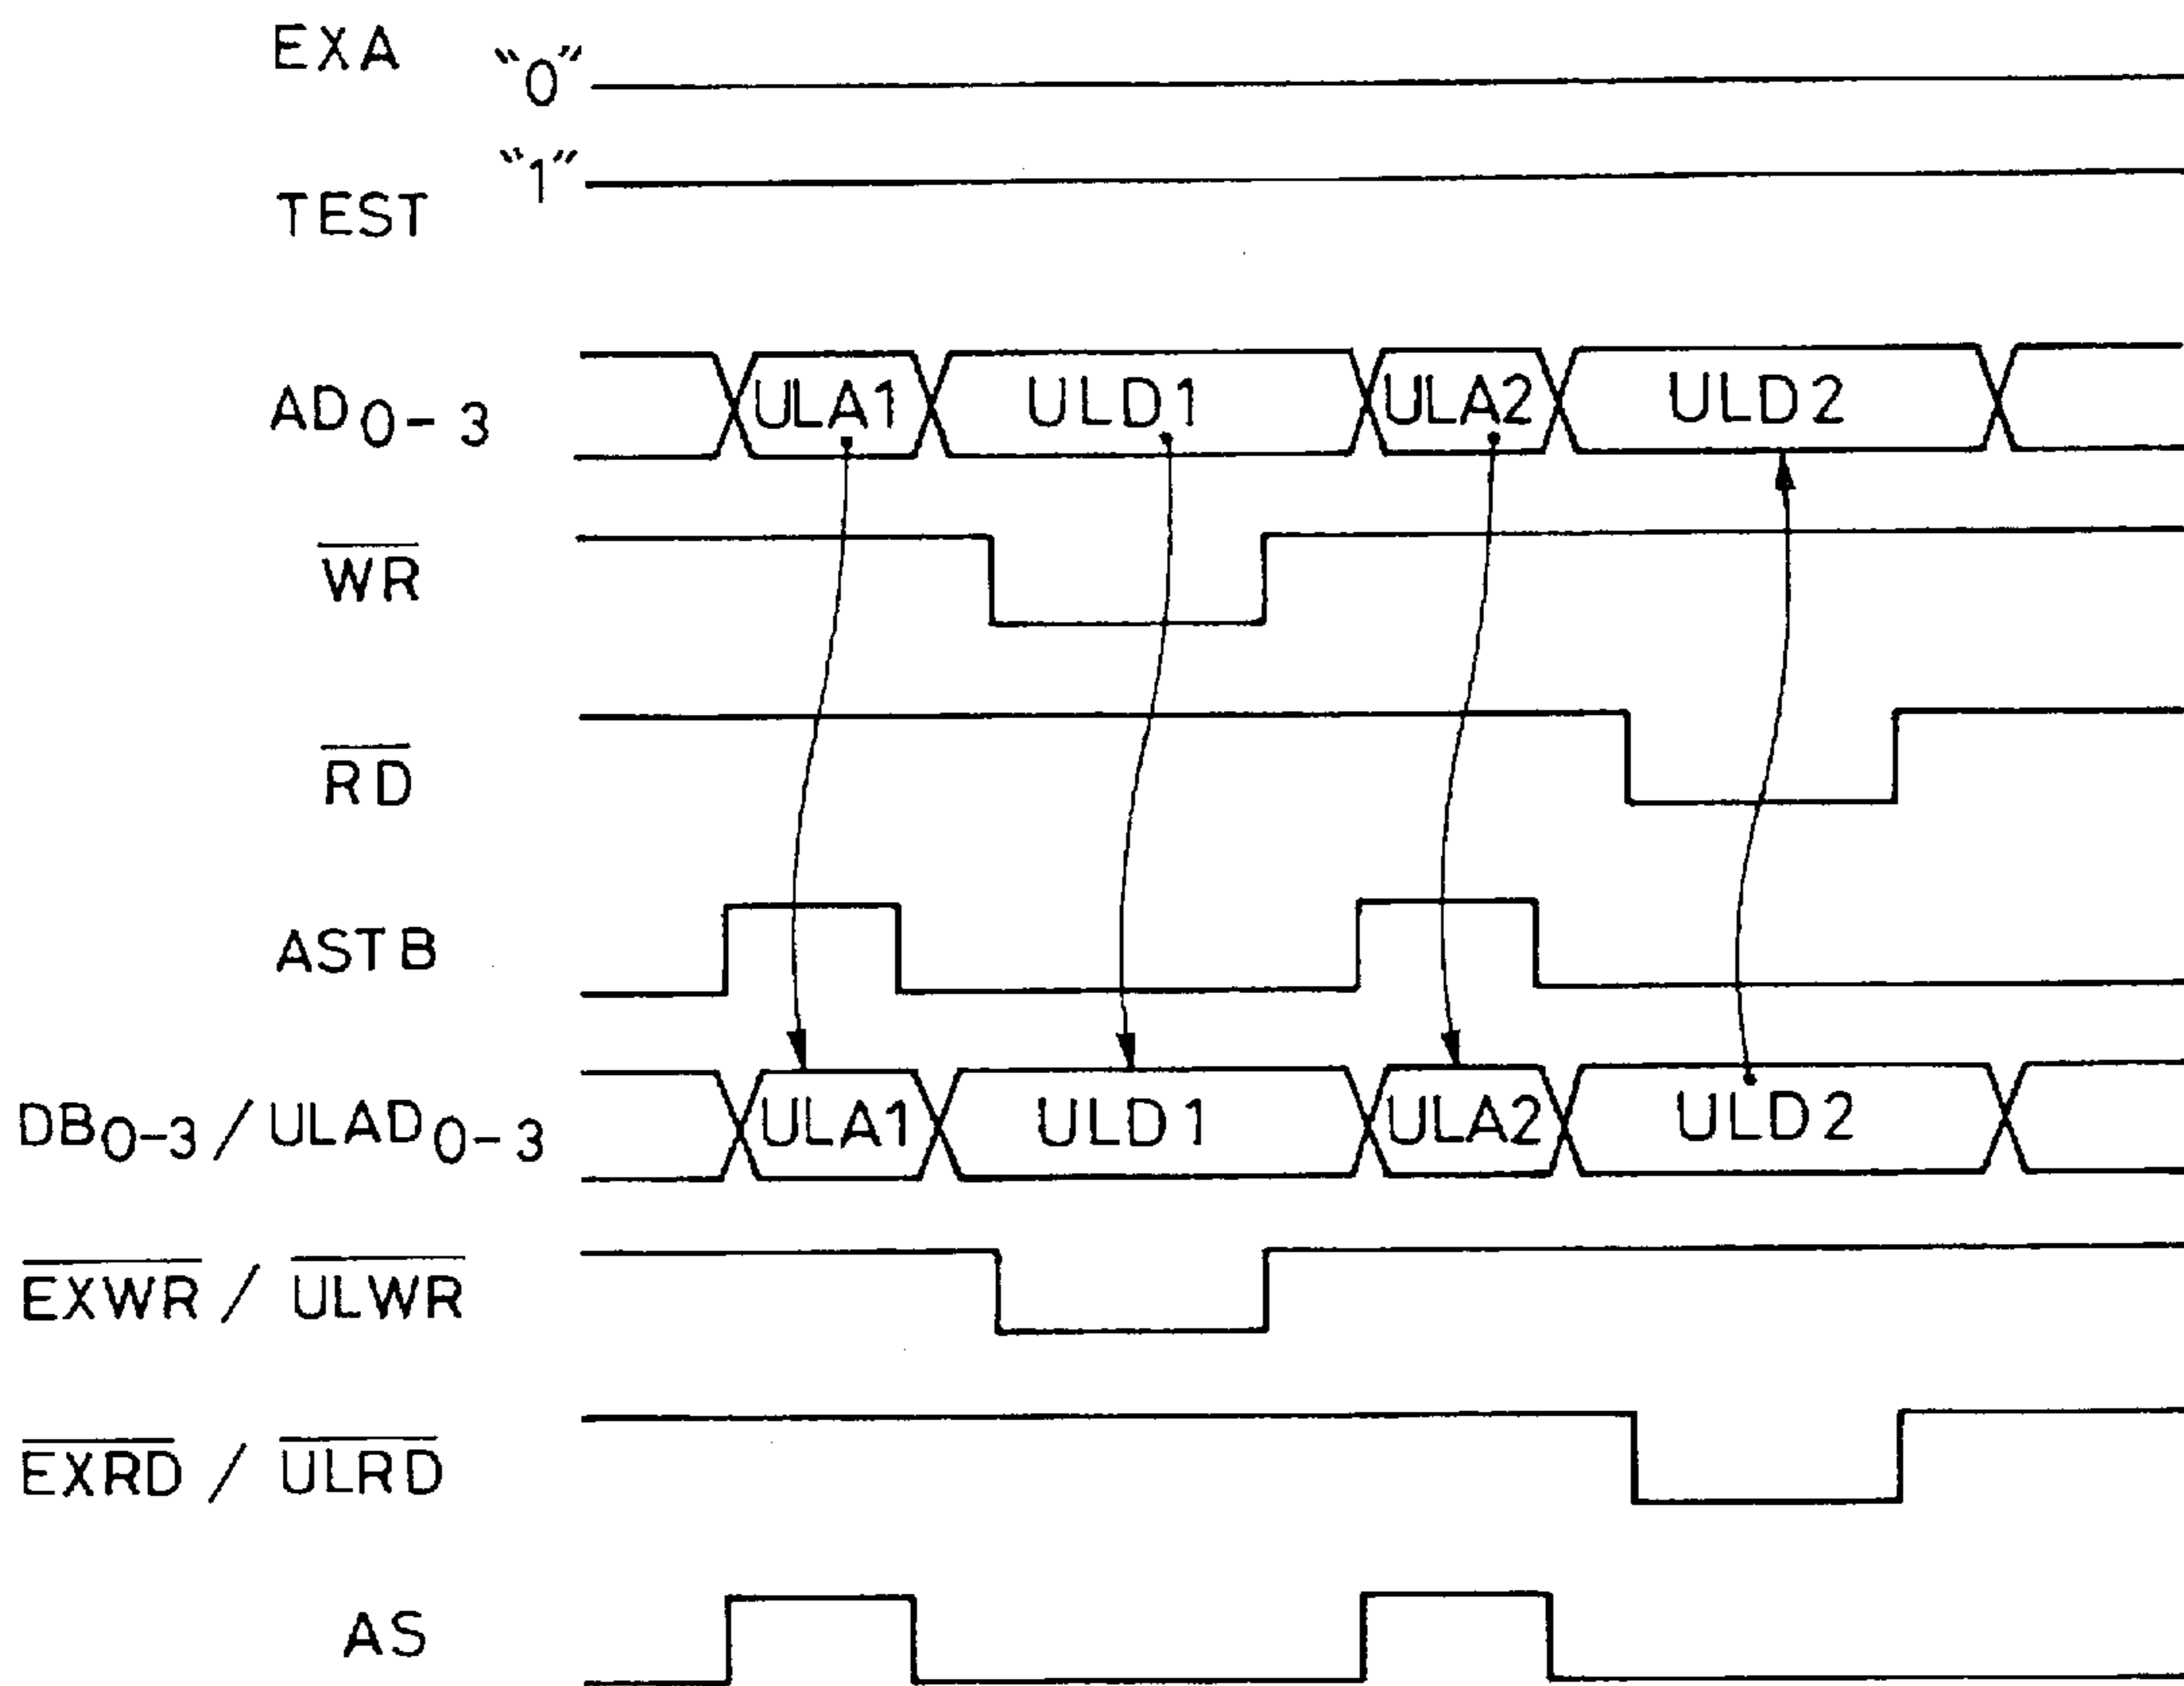 EXA "0"
TEST "1"
AD0-3 ULA1 ULD1 ULA2 ULD2
WR
RD
ASTB
DB0-3/ULAD0-3 ULA1 ULD1 ULA2 ULD2
EXWR/ULWR
EXRD/ULRD
AS